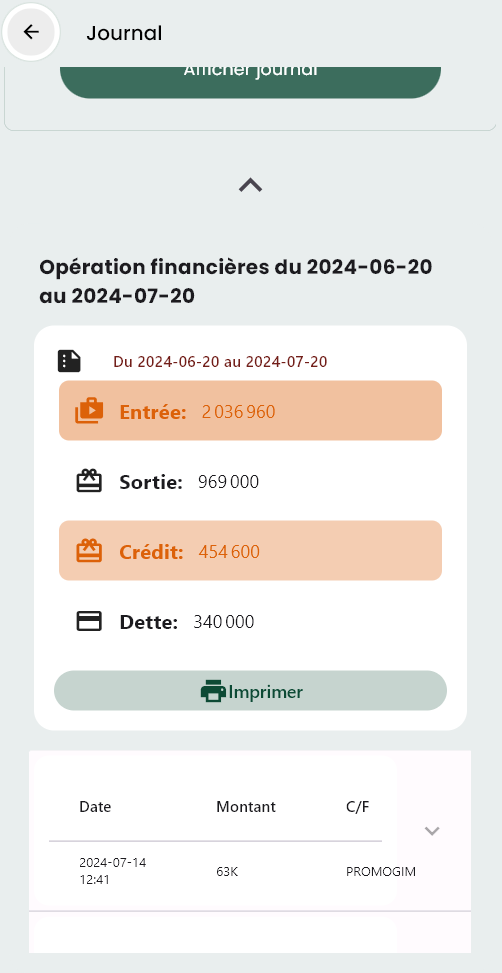 Journal
Afficher journal
Opération financières du 2024-06-20
au 2024-07-20
Du 2024-06-20 au 2024-07-20
Entrée: 2 036 960
Sortie: 969 000
Crédit: 454 600
Dette: 340 000
Imprimer
Date Montant C/F
2024-07-14
12:41 63K PROMOGIM